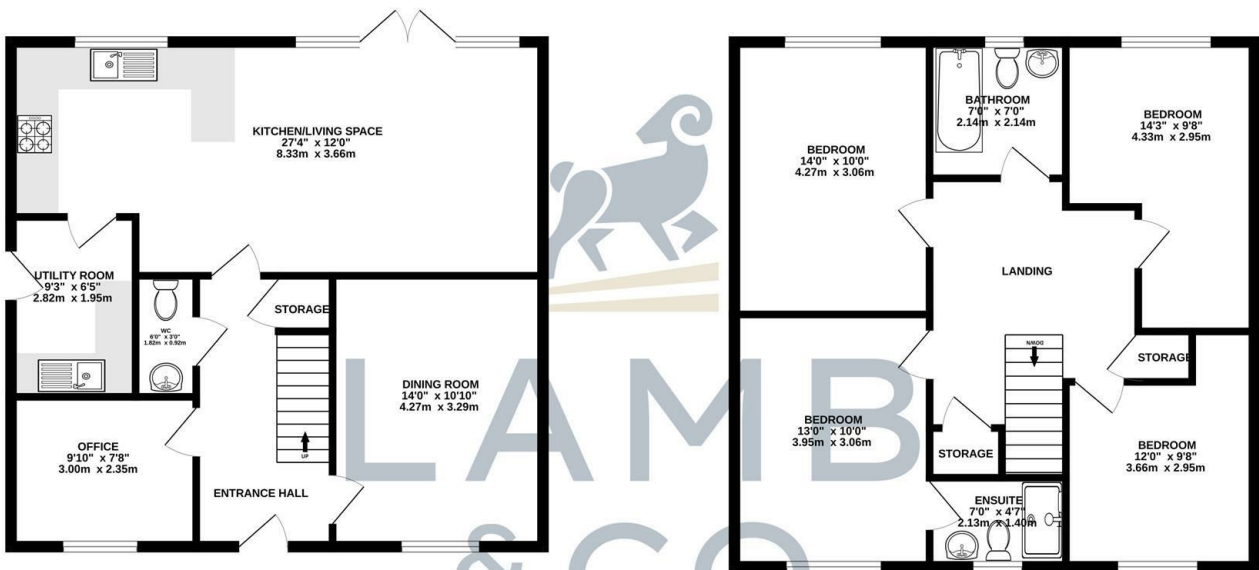 KITCHEN/LIVING SPACE
27'4" x 12'0"
8.33m x 3.66m
UTILITY ROOM
9'3" x 6'5"
2.82m x 1.95m
WC
6'0" x 3'0"
1.82m x 0.92m
STORAGE
UP
DINING ROOM
14'0" x 10'10"
4.27m x 3.29m
OFFICE
9'10" x 7'8"
3.00m x 2.35m
ENTRANCE HALL
BEDROOM
14'0" x 10'0"
4.27m x 3.06m
BATHROOM
7'0" x 7'0"
2.14m x 2.14m
BEDROOM
14'3" x 9'8"
4.33m x 2.95m
LANDING
DOWN
STORAGE
BEDROOM
13'0" x 10'0"
3.95m x 3.06m
STORAGE
BEDROOM
12'0" x 9'8"
3.66m x 2.95m
ENSUITE
7'0" x 4'7"
2.13m x 1.40m
LAMB
& CO